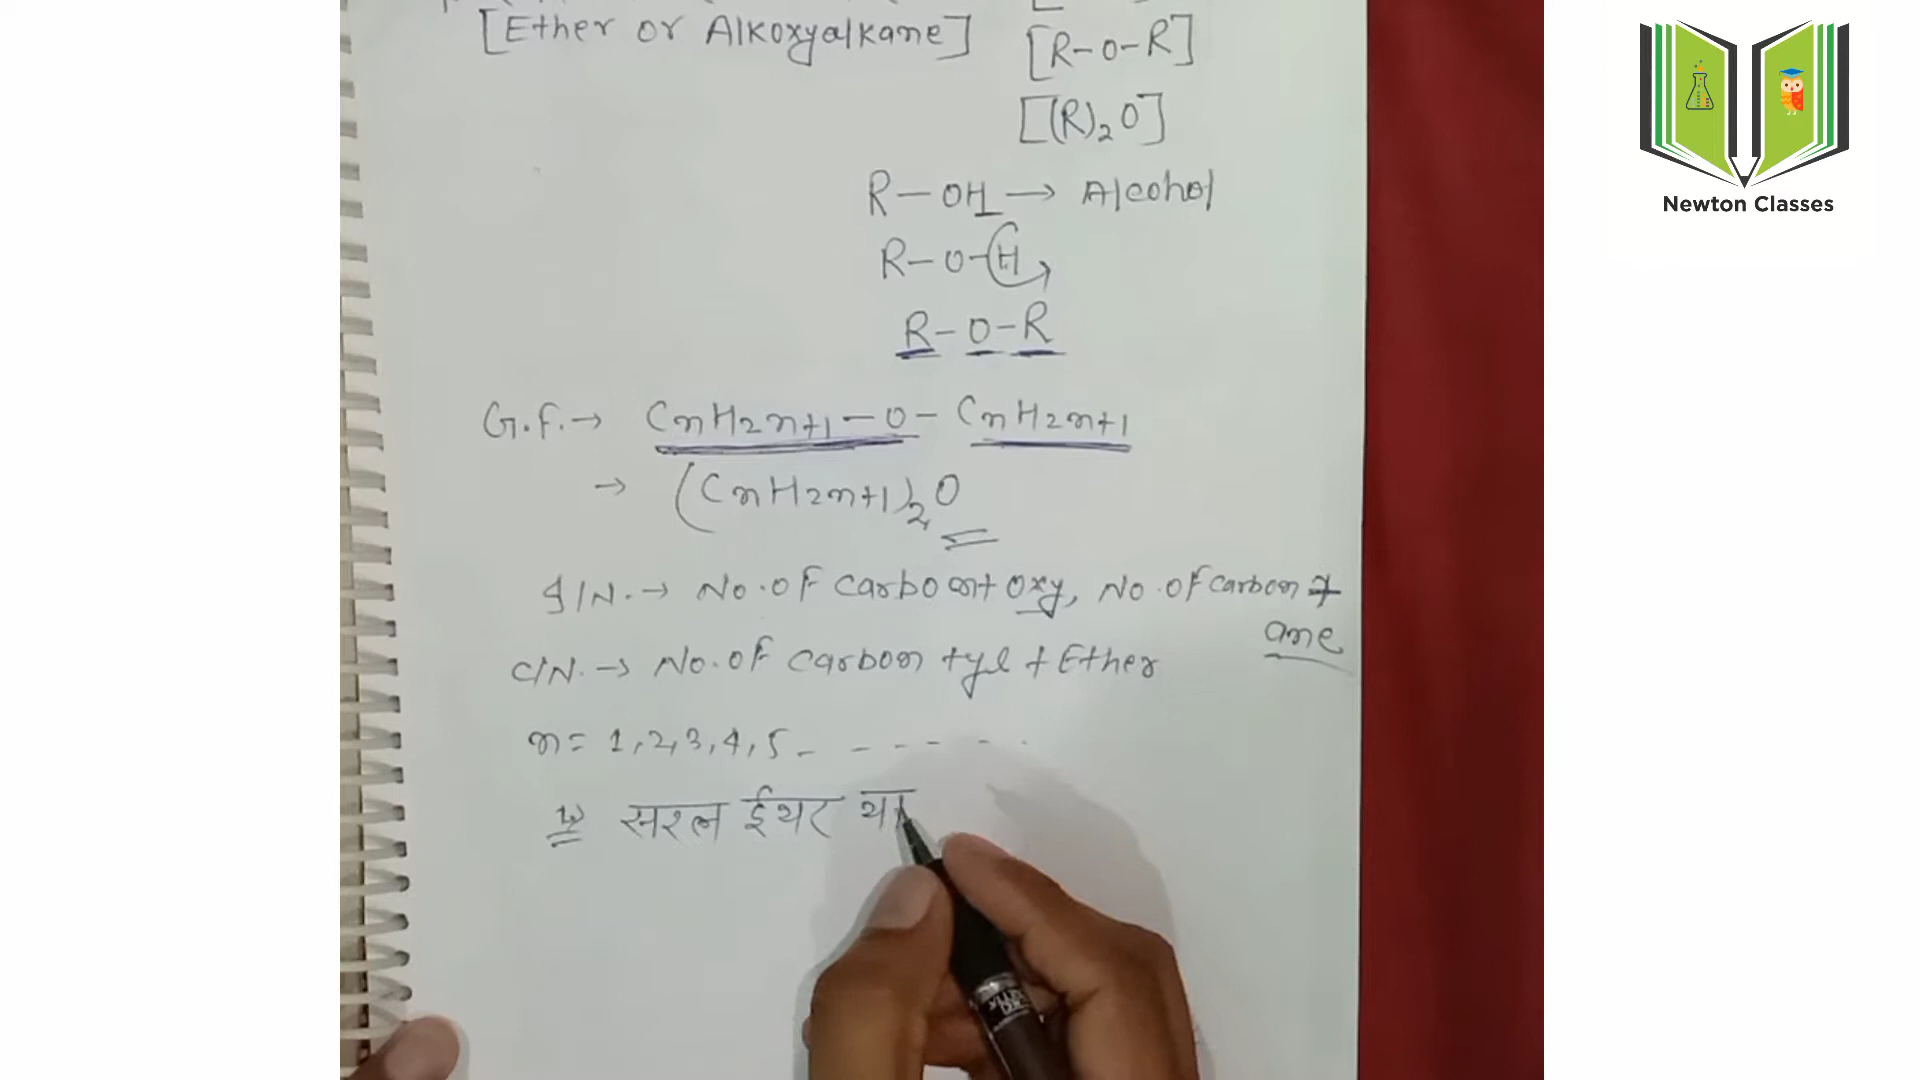 [Ether or Alkoxyalkane]
[R-O-R]
[(R)2O]
R-OH → Alcohol
R-O-H
R-O-R
G.F. → CnH2n+1-O-CnH2n+1
→ (CnH2n+1)2O
I/N. → No. of carbon + oxy, No. of carbon +
ane
C/N. → No. of carbon + yl + Ether
n = 1, 2, 3, 4, 5 - - - - - -
1) सरल ईथर या
Newton Classes